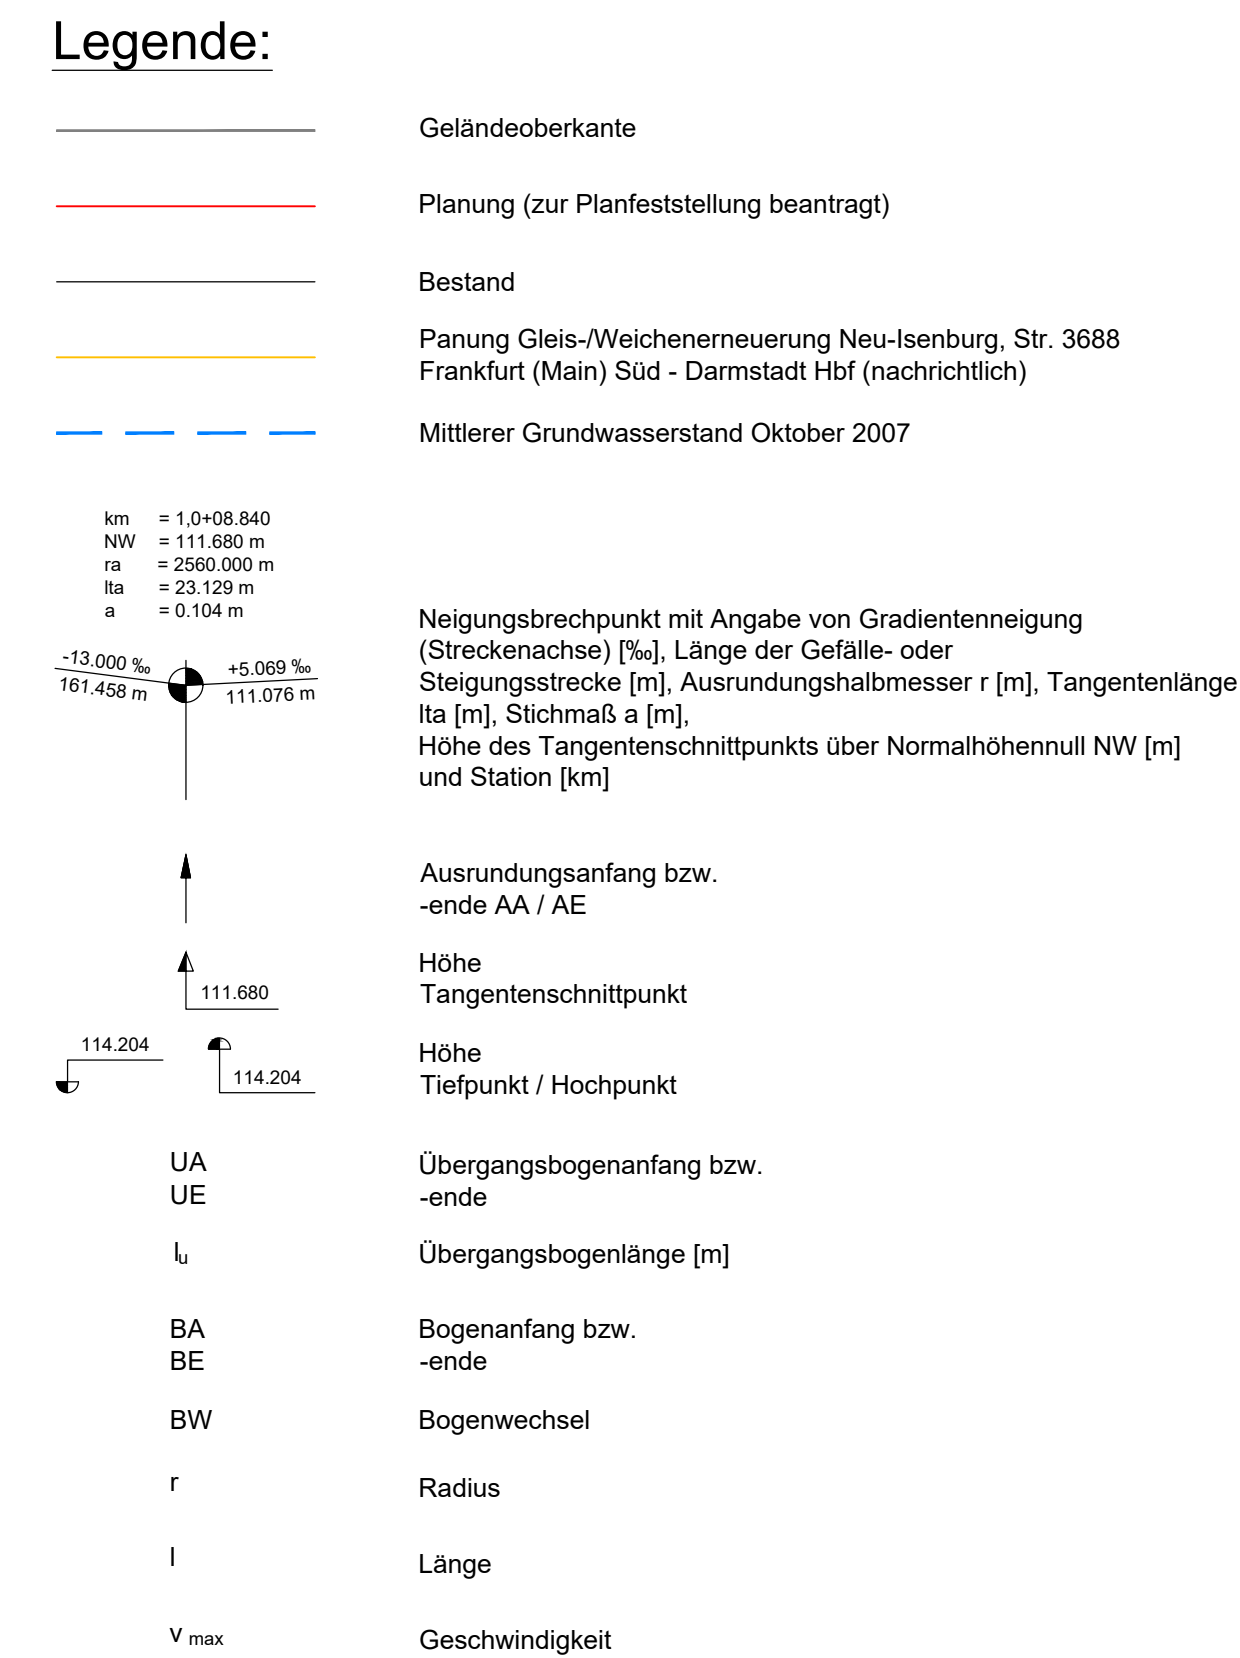 Legende:
Geländeoberkante
Planung (zur Planfeststellung beantragt)
Bestand
Panung Gleis-/Weichenerneuerung Neu-Isenburg, Str. 3688
Frankfurt (Main) Süd - Darmstadt Hbf (nachrichtlich)
Mittlerer Grundwasserstand Oktober 2007
km = 1,0+08.840
NW = 111.680 m
ra = 2560.000 m
lta = 23.129 m
a = 0.104 m
-13.000 ‰ +5.069 ‰
161.458 m 111.076 m
Neigungsbrechpunkt mit Angabe von Gradientenneigung
(Streckenachse) [‰], Länge der Gefälle- oder
Steigungsstrecke [m], Ausrundungshalbmesser r [m], Tangentenlänge
lta [m], Stichmaß a [m],
Höhe des Tangentenschnittpunkts über Normalhöhennull NW [m]
und Station [km]
Ausrundungsanfang bzw.
-ende AA / AE
111.680
Höhe
Tangentenschnittpunkt
114.204 114.204
Höhe
Tiefpunkt / Hochpunkt
UA Übergangsbogenanfang bzw.
UE -ende
lu Übergangsbogenlänge [m]
BA Bogenanfang bzw.
BE -ende
BW Bogenwechsel
r Radius
l Länge
v max Geschwindigkeit